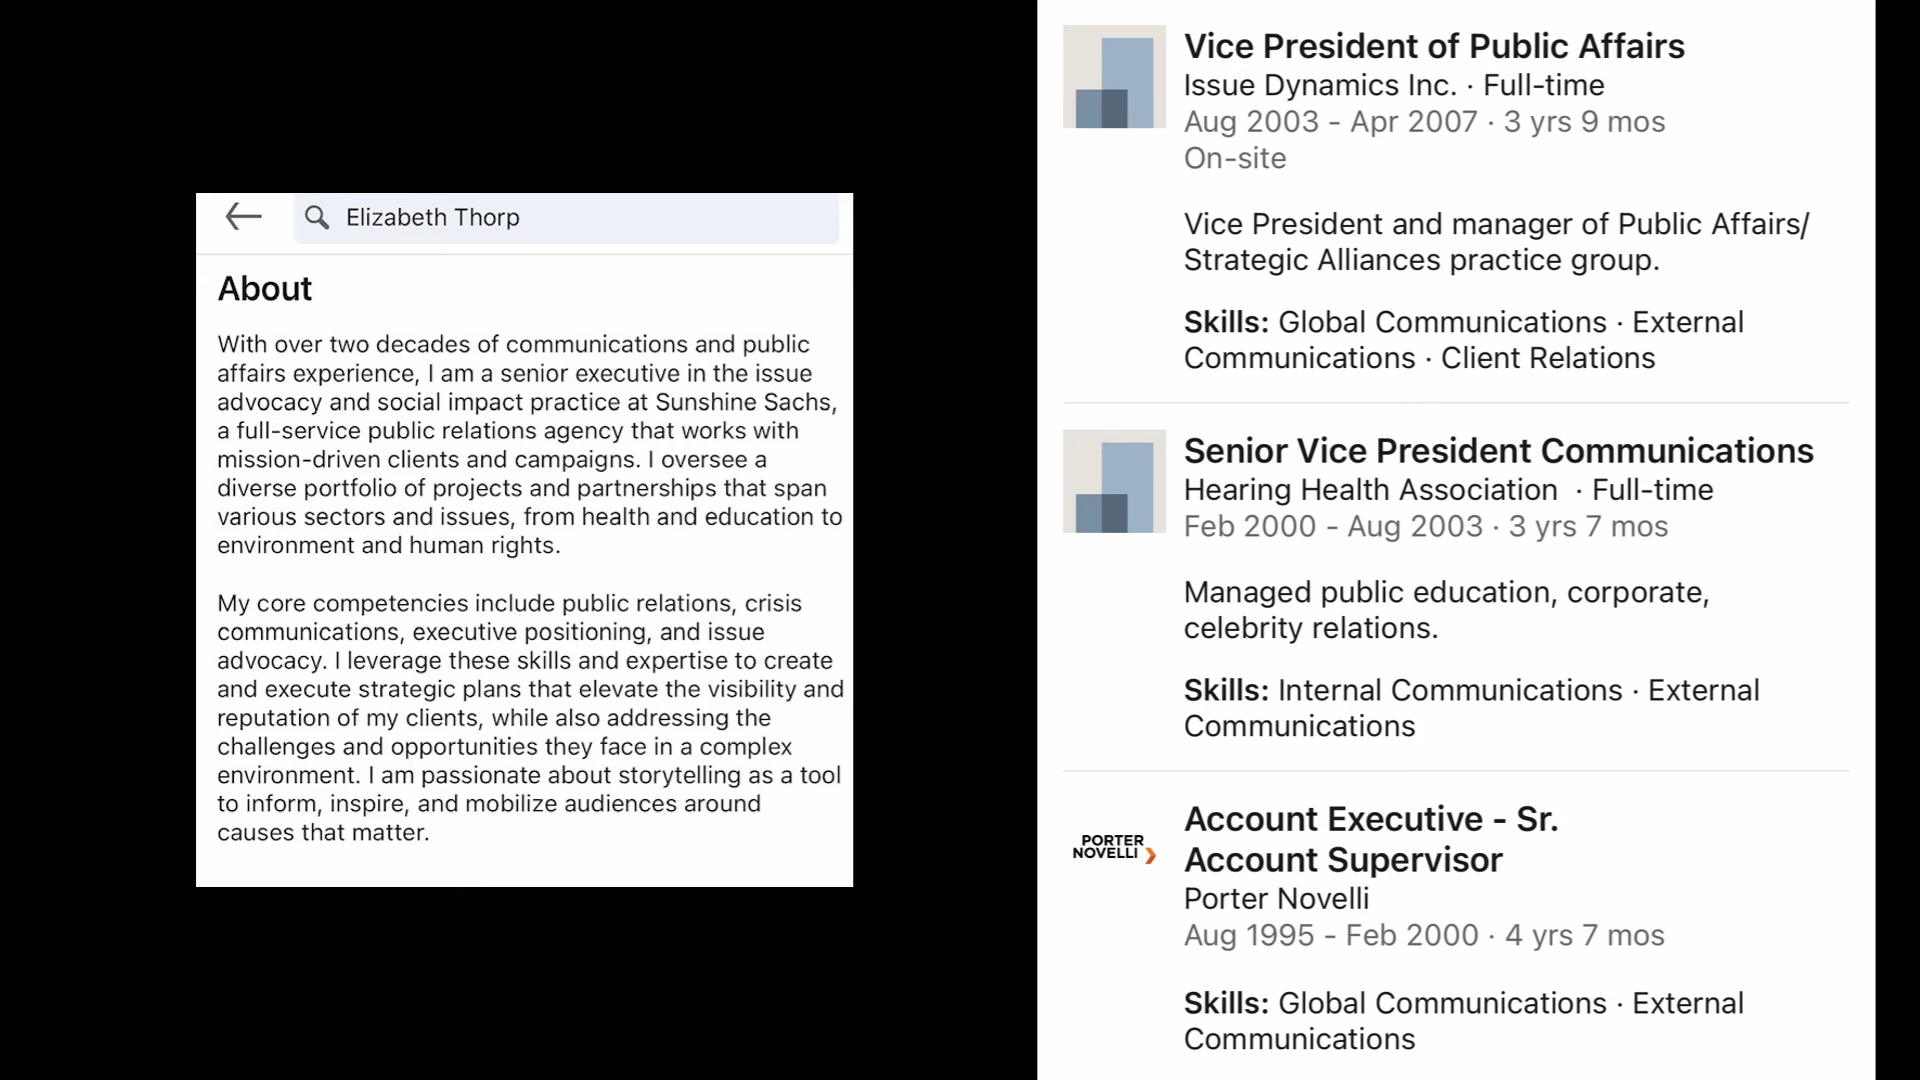 Elizabeth Thorp
About
With over two decades of communications and public
affairs experience, I am a senior executive in the issue
advocacy and social impact practice at Sunshine Sachs,
a full-service public relations agency that works with
mission-driven clients and campaigns. I oversee a
diverse portfolio of projects and partnerships that span
various sectors and issues, from health and education to
environment and human rights.
My core competencies include public relations, crisis
communications, executive positioning, and issue
advocacy. I leverage these skills and expertise to create
and execute strategic plans that elevate the visibility and
reputation of my clients, while also addressing the
challenges and opportunities they face in a complex
environment. I am passionate about storytelling as a tool
to inform, inspire, and mobilize audiences around
causes that matter.
Vice President of Public Affairs
Issue Dynamics Inc. · Full-time
Aug 2003 - Apr 2007 · 3 yrs 9 mos
On-site
Vice President and manager of Public Affairs/
Strategic Alliances practice group.
Skills: Global Communications · External
Communications · Client Relations
Senior Vice President Communications
Hearing Health Association · Full-time
Feb 2000 - Aug 2003 · 3 yrs 7 mos
Managed public education, corporate,
celebrity relations.
Skills: Internal Communications · External
Communications
PORTER
NOVELLI
Account Executive - Sr.
Account Supervisor
Porter Novelli
Aug 1995 - Feb 2000 · 4 yrs 7 mos
Skills: Global Communications · External
Communications